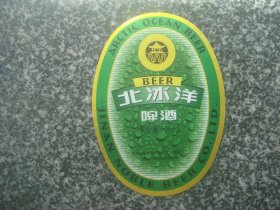 ARCTIC OCEAN BEER
BEER
北冰洋
啤酒
JINAN NOBLE BEER CO.,LTD.